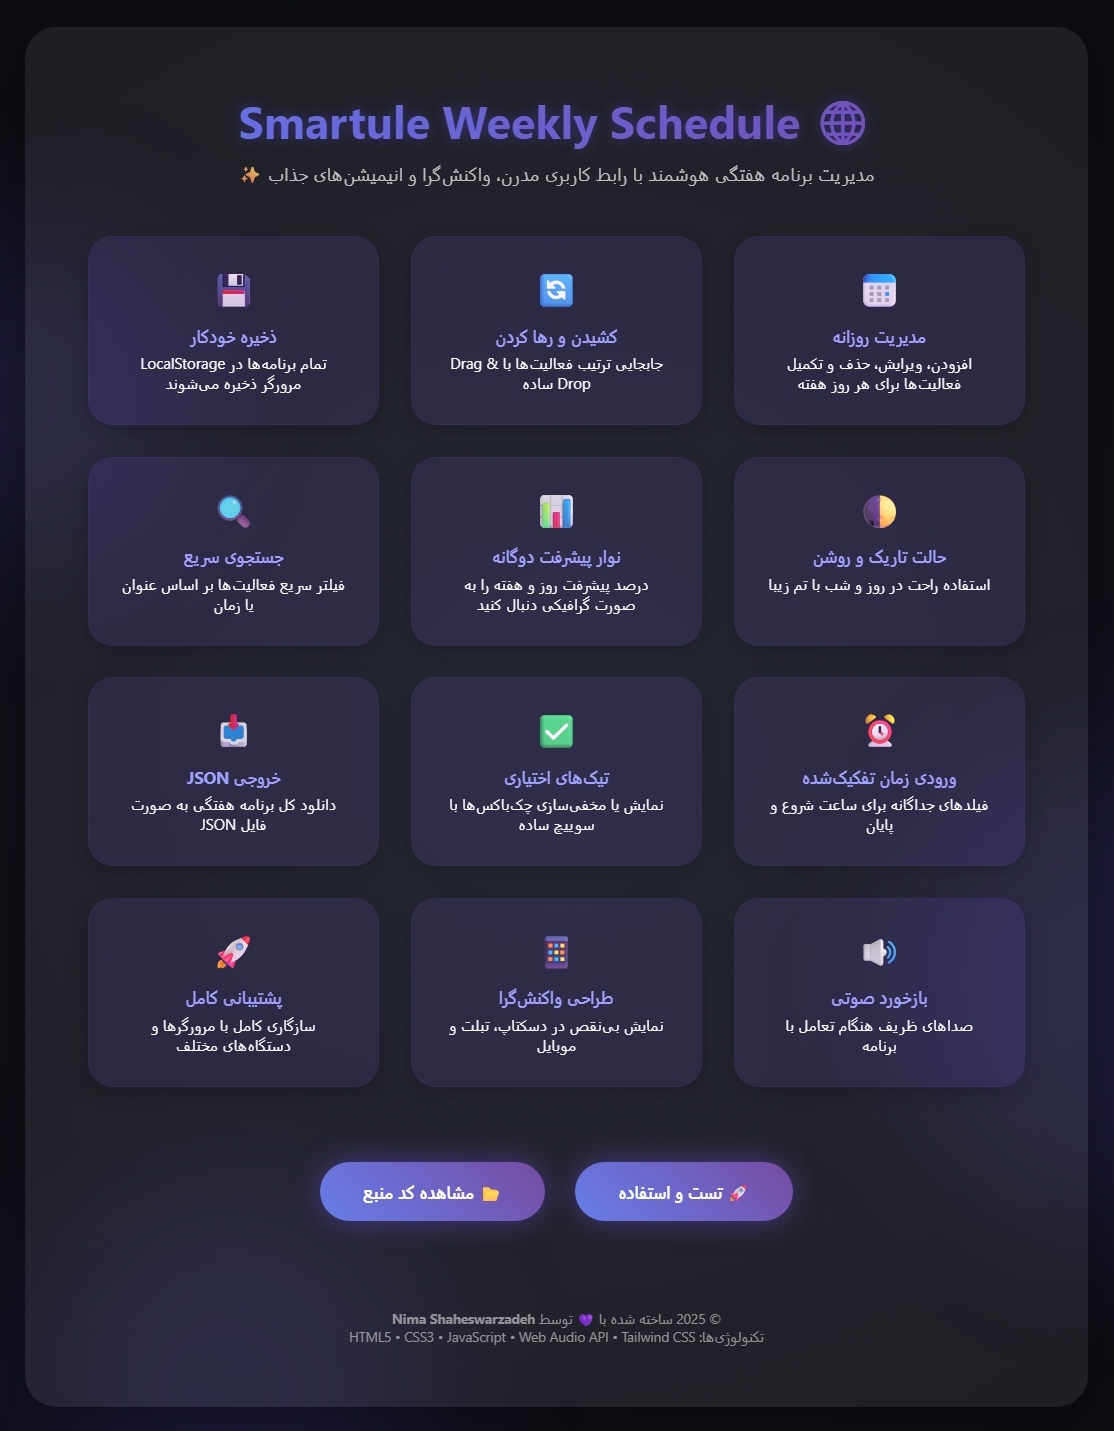 Smartule Weekly Schedule
مدیریت برنامه هفتگی هوشمند با رابط کاربری مدرن، واکنش‌گرا و انیمیشن‌های جذاب ✨
مدیریت روزانه
افزودن، ویرایش، حذف و تکمیل
فعالیت‌ها برای هر روز هفته
کشیدن و رها کردن
جابجایی ترتیب فعالیت‌ها با Drag &
Drop ساده
ذخیره خودکار
تمام برنامه‌ها در LocalStorage
مرورگر ذخیره می‌شوند
حالت تاریک و روشن
استفاده راحت در روز و شب با تم زیبا
نوار پیشرفت دوگانه
درصد پیشرفت روز و هفته را به
صورت گرافیکی دنبال کنید
جستجوی سریع
فیلتر سریع فعالیت‌ها بر اساس عنوان
یا زمان
ورودی زمان تفکیک‌شده
فیلدهای جداگانه برای ساعت شروع و
پایان
تیک‌های اختیاری
نمایش یا مخفی‌سازی چک‌باکس‌ها با
سوییچ ساده
خروجی JSON
دانلود کل برنامه هفتگی به صورت
فایل JSON
بازخورد صوتی
صداهای ظریف هنگام تعامل با
برنامه
طراحی واکنش‌گرا
نمایش بی‌نقص در دسکتاپ، تبلت و
موبایل
پشتیبانی کامل
سازگاری کامل با مرورگرها و
دستگاه‌های مختلف
🚀 تست و استفاده
📂 مشاهده کد منبع
© 2025 ساخته شده با 💜 توسط Nima Shaheswarzadeh
تکنولوژی‌ها: HTML5 • CSS3 • JavaScript • Web Audio API • Tailwind CSS